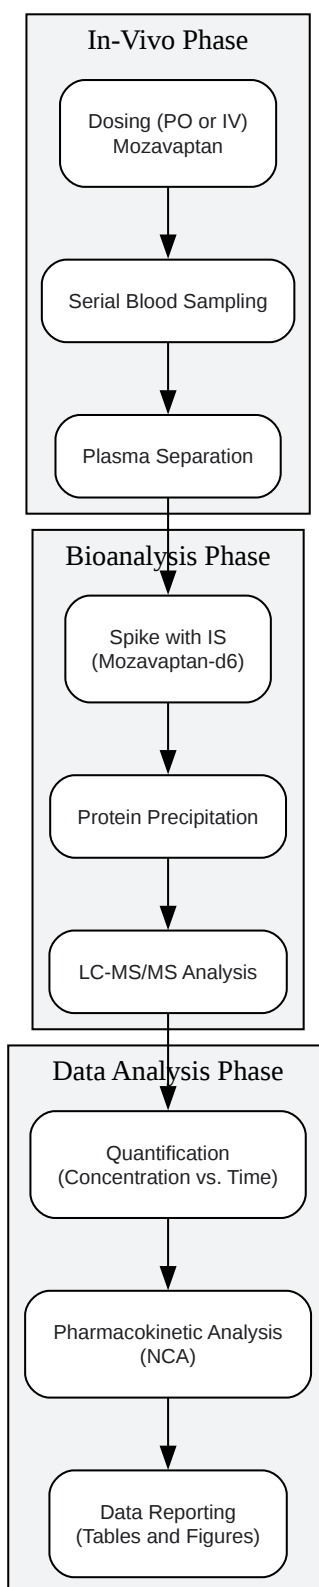 In-Vivo Phase
Dosing (PO or IV)
Mozavaptan
Serial Blood Sampling
Plasma Separation
Bioanalysis Phase
Spike with IS
(Mozavaptan-d6)
Protein Precipitation
LC-MS/MS Analysis
Data Analysis Phase
Quantification
(Concentration vs. Time)
Pharmacokinetic Analysis
(NCA)
Data Reporting
(Tables and Figures)